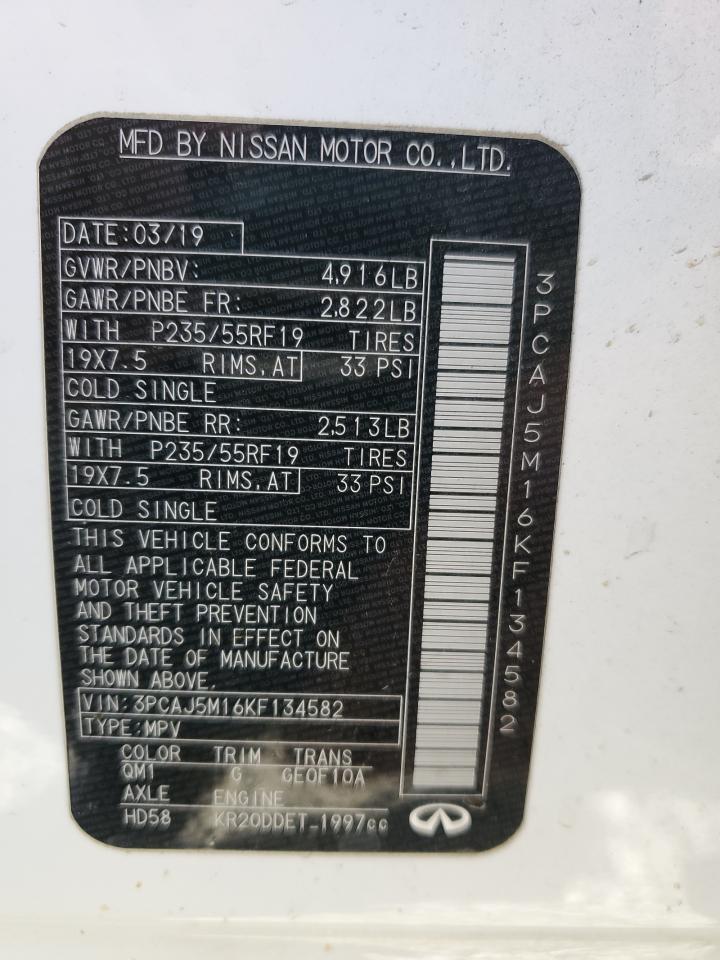 MFD BY NISSAN MOTOR CO.,LTD.
DATE:03/19
GVWR/PNBV: 4,916LB
GAWR/PNBE FR: 2,822LB
WITH P235/55RF19 TIRES
19X7.5 RIMS,AT 33 PSI
COLD SINGLE
GAWR/PNBE RR: 2,513LB
WITH P235/55RF19 TIRES
19X7.5 RIMS,AT 33 PSI
COLD SINGLE
THIS VEHICLE CONFORMS TO
ALL APPLICABLE FEDERAL
MOTOR VEHICLE SAFETY
AND THEFT PREVENTION
STANDARDS IN EFFECT ON
THE DATE OF MANUFACTURE
SHOWN ABOVE.
VIN:3PCAJ5M16KF134582
TYPE:MPV
COLOR TRIM TRANS
QM1 G GE0F10A
AXLE ENGINE
HD58 KR20DDET_1997cc
3PCAJ5M16KF134582